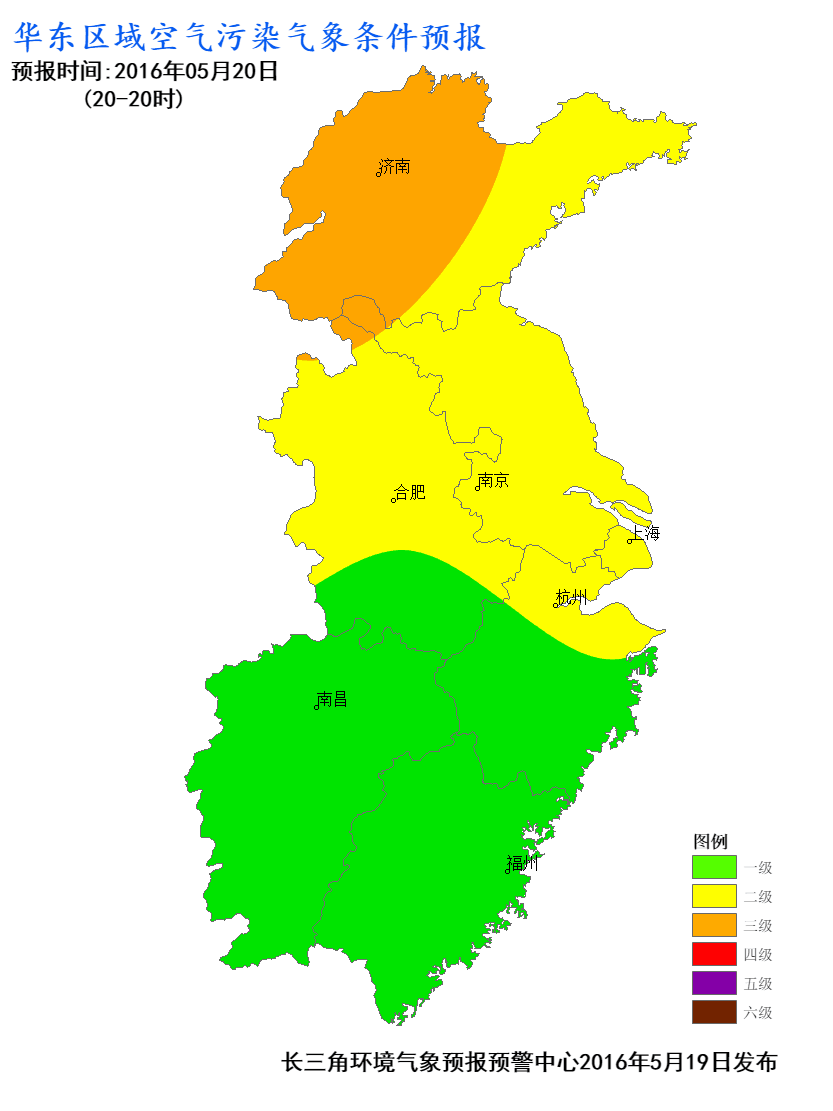 华东区域空气污染气象条件预报
预报时间:2016年05月20日
(20-20时)
济南
合肥
南京
上海
杭州
南昌
福州
图例
一级
二级
三级
四级
五级
六级
长三角环境气象预报预警中心2016年5月19日发布